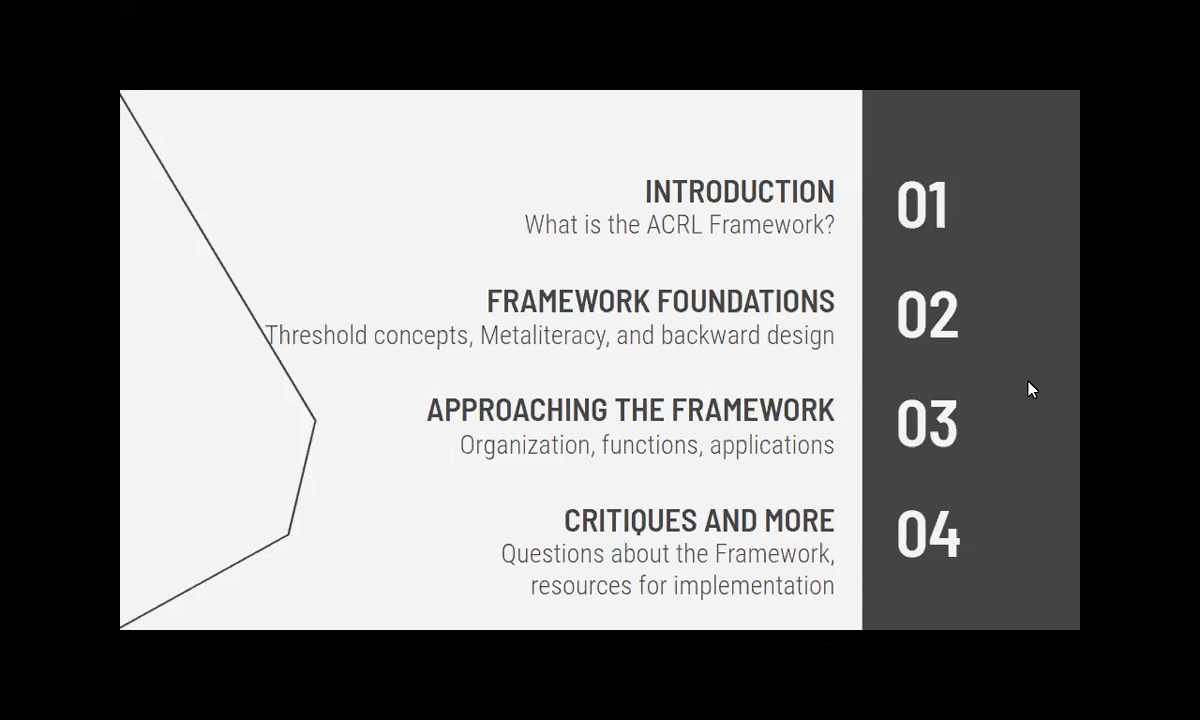 INTRODUCTION
What is the ACRL Framework?
01
FRAMEWORK FOUNDATIONS
Threshold concepts, Metaliteracy, and backward design
02
APPROACHING THE FRAMEWORK
Organization, functions, applications
03
CRITIQUES AND MORE
Questions about the Framework,
resources for implementation
04